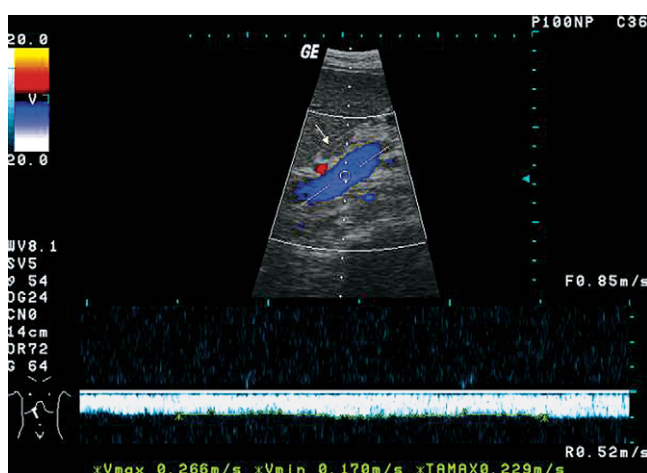 P100NP C36
20.0
GE
V
20.0
WV8.1
SV5
54
DG24
CN0
14cm
DR72
G 64
F0.85m/s
R0.52m/s
*Vmax 0.266m/s *Vmin 0.170m/s *TAMAX0.229m/s